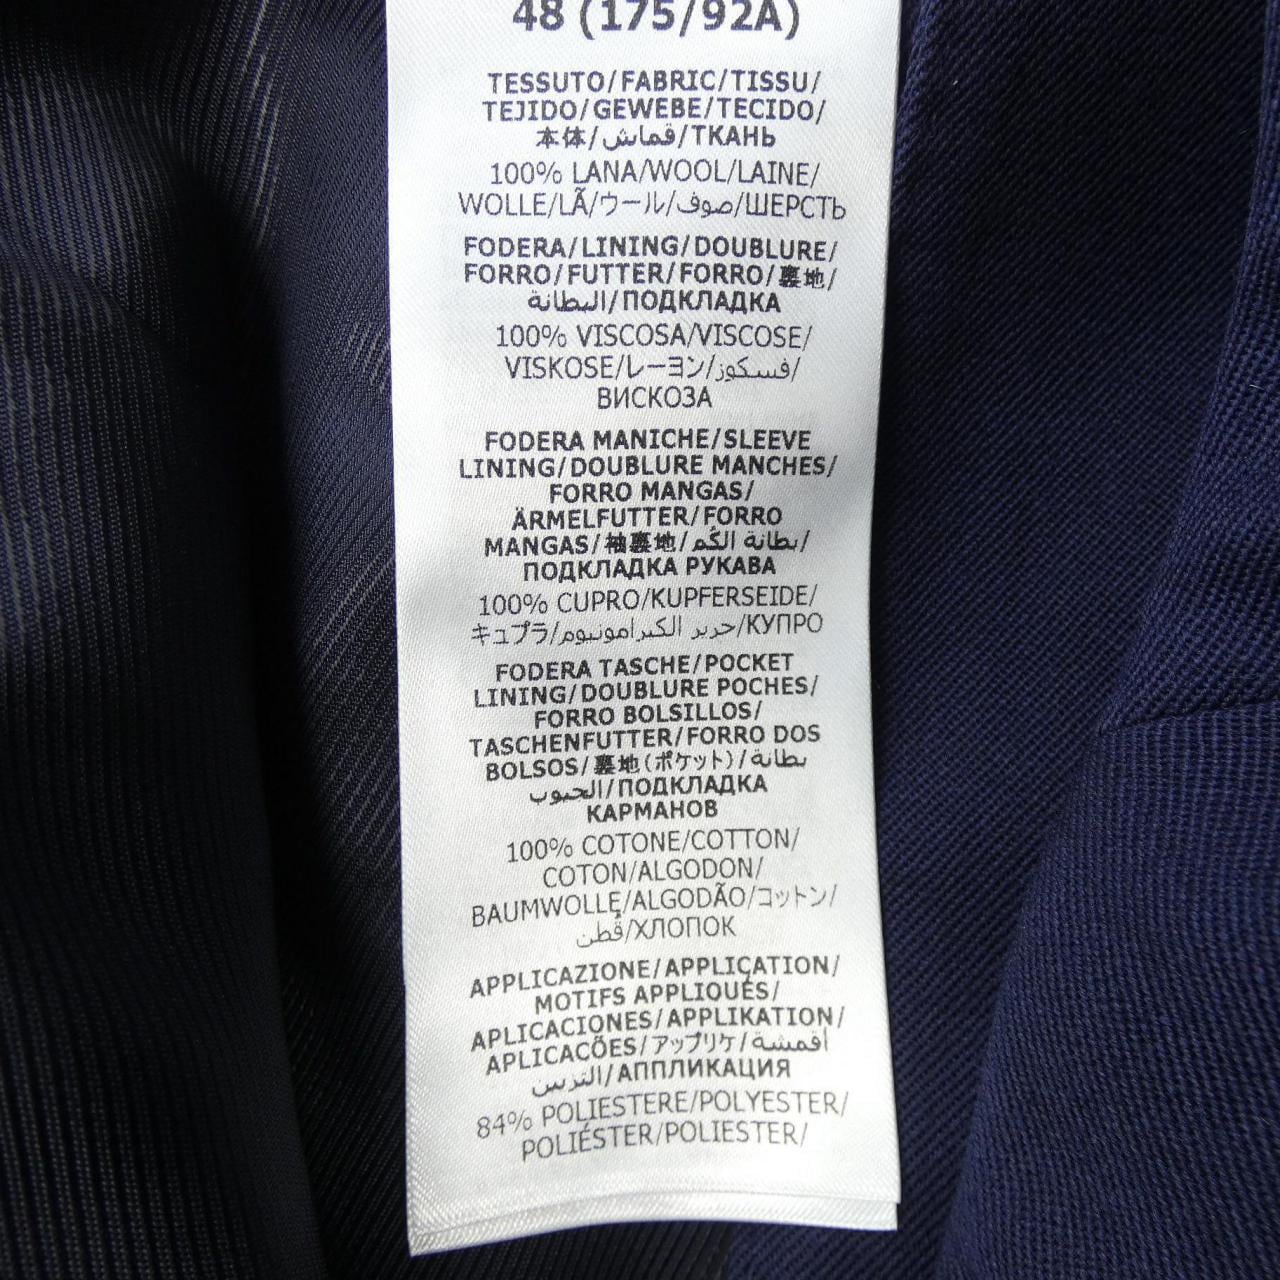 48 (175/92A)
TESSUTO/FABRIC/TISSU/
TEJIDO/GEWEBE/TECIDO/
本体/قماش/ТКАНЬ
100% LANA/WOOL/LAINE/
WOLLE/LÃ/ウール/صوف/ШЕРСТЬ
FODERA/LINING/DOUBLURE/
FORRO/FUTTER/FORRO/裏地/
البطانة/ПОДКЛАДКА
100% VISCOSA/VISCOSE/
VISKOSE/レーヨン/فسكوز/
ВИСКОЗА
FODERA MANICHE/SLEEVE
LINING/DOUBLURE MANCHES/
FORRO MANGAS/
ÄRMELFUTTER/FORRO
MANGAS/袖裏地/بطانة الكُم/
ПОДКЛАДКА РУКАВА
100% CUPRO/KUPFERSEIDE/
キュプラ/حرير الكبرامونيوم/КУПРО
FODERA TASCHE/POCKET
LINING/DOUBLURE POCHES/
FORRO BOLSILLOS/
TASCHENFUTTER/FORRO DOS
BOLSOS/裏地(ポケット)/بطانة
الجيوب/ПОДКЛАДКА
КАРМАНОВ
100% COTONE/COTTON/
COTON/ALGODON/
BAUMWOLLE/ALGODÃO/コットン/
قطن/ХЛОПОК
APPLICAZIONE/APPLICATION/
MOTIFS APPLIQUÉS/
APLICACIONES/APPLIKATION/
APLICACÕES/アップリケ/أقمشة
التزيين/АППЛИКАЦИЯ
84% POLIESTERE/POLYESTER/
POLIÉSTER/POLIESTER/